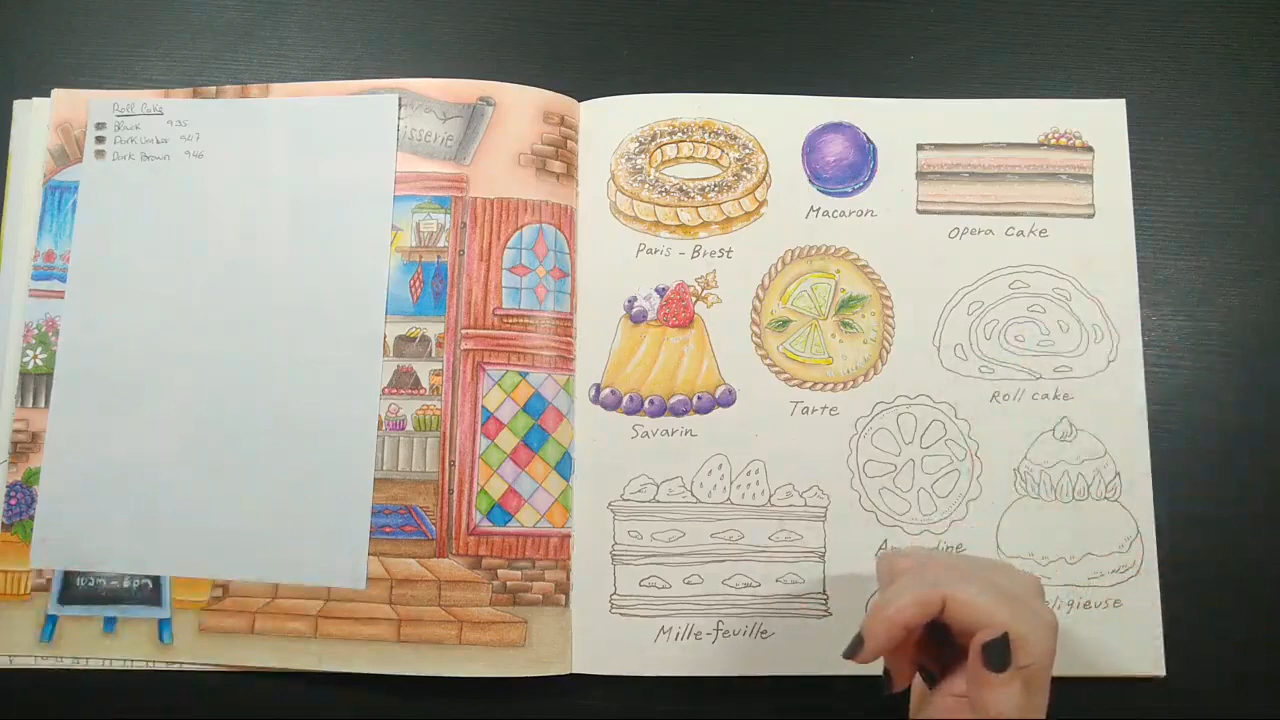 Roll Cake
Black 935
Dark Umber 947
Dark Brown 946
isserie
10am - 6pm
Paris - Brest
Macaron
Opera Cake
Savarin
Tarte
Roll cake
Mille-feuille
eligieuse